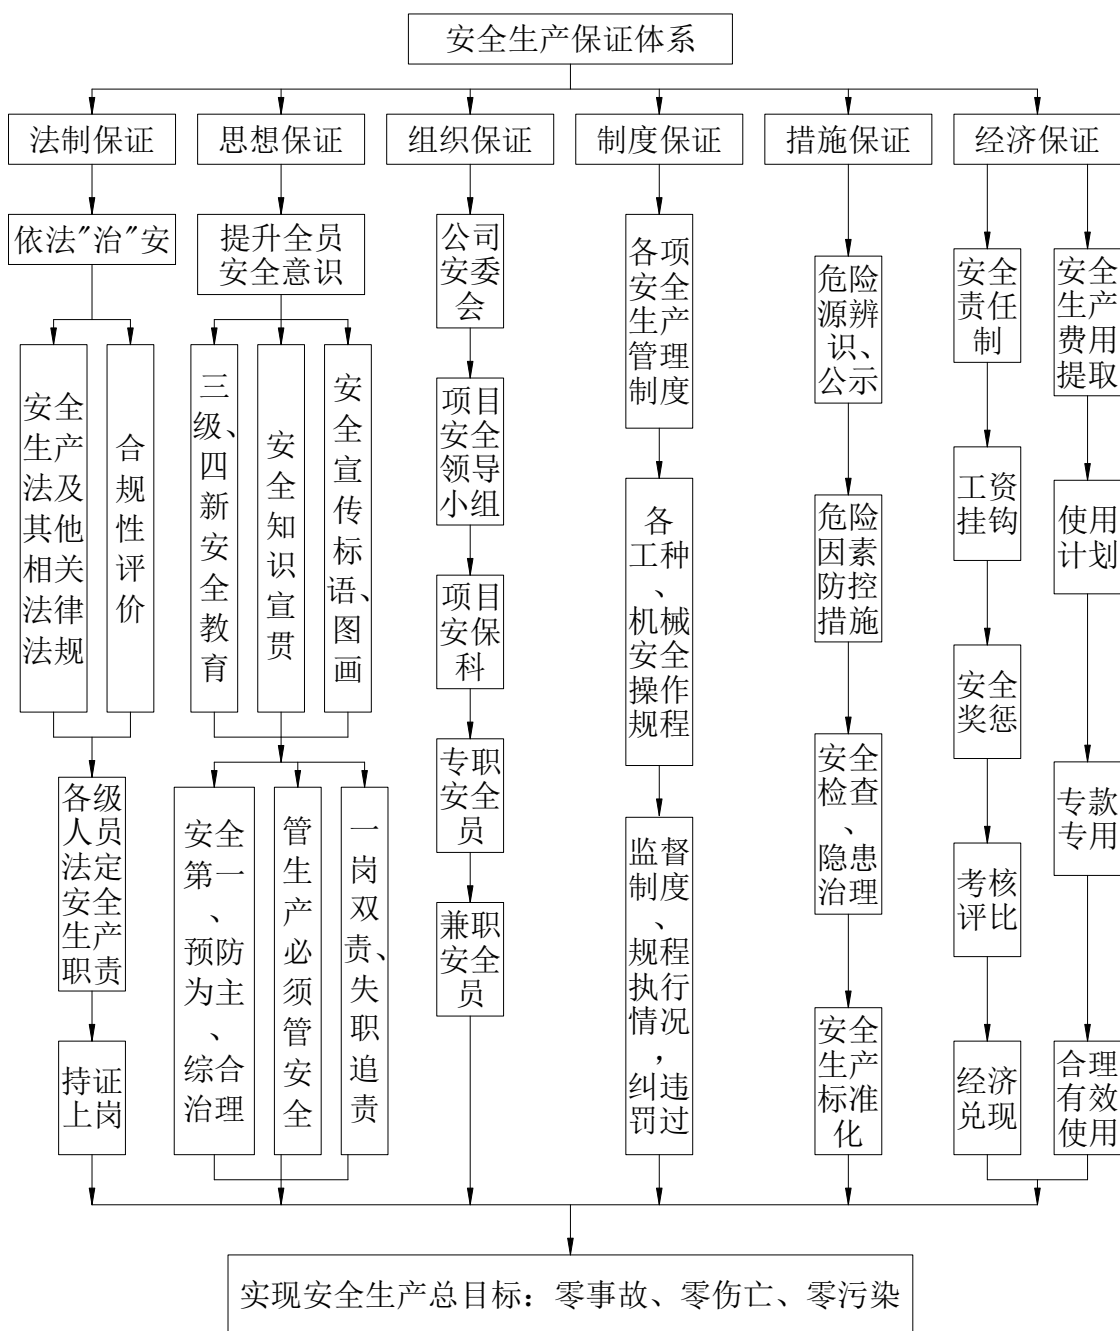 安全生产保证体系
法制保证
思想保证
组织保证
制度保证
措施保证
经济保证
依法"治"安
安全
生产
法及
其他
相关
法律
法规
合规性评价
各级
人员
法定
安全
生产
职责
持证
上岗
提升全员
安全意识
三级、四新安全教育
安全知识宣贯
安全宣传标语、图画
安全
第一
、
预防
为主
、
综合
治理
管生产必须管安全
一岗双责、失职追责
公司
安委
会
项目
安全
领导
小组
项目
安保
科
专职
安全
员
兼职
安全
员
各项
安全
生产
管理
制度
各
工种
、
机械
安全
操作
规程
监督
制度
、
规程
执行
情况
，
纠违
罚过
危险
源辨
识、
公示
危险
因素
防控
措施
安全
检查
、
隐患
治理
安全
生产
标准
化
安全
责任
制
工资
挂钩
安全
奖惩
考核
评比
经济
兑现
安全
生产
费用
提取
使用
计划
专款
专用
合理
有效
使用
实现安全生产总目标：零事故、零伤亡、零污染